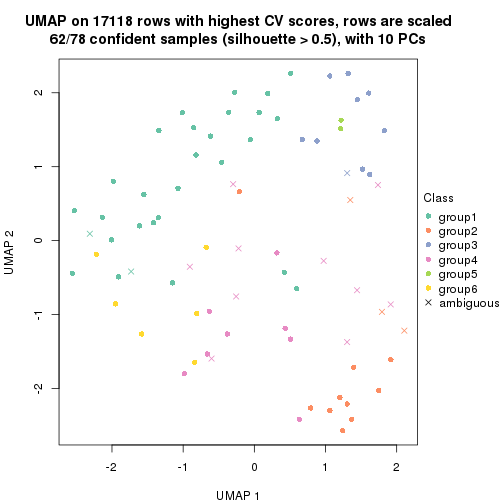 UMAP on 17118 rows with highest CV scores, rows are scaled
62/78 confident samples (silhouette > 0.5), with 10 PCs
2
1
0
-1
-2
UMAP 2
-2
-1
0
1
2
UMAP 1
Class
group1
group2
group3
group4
group5
group6
ambiguous